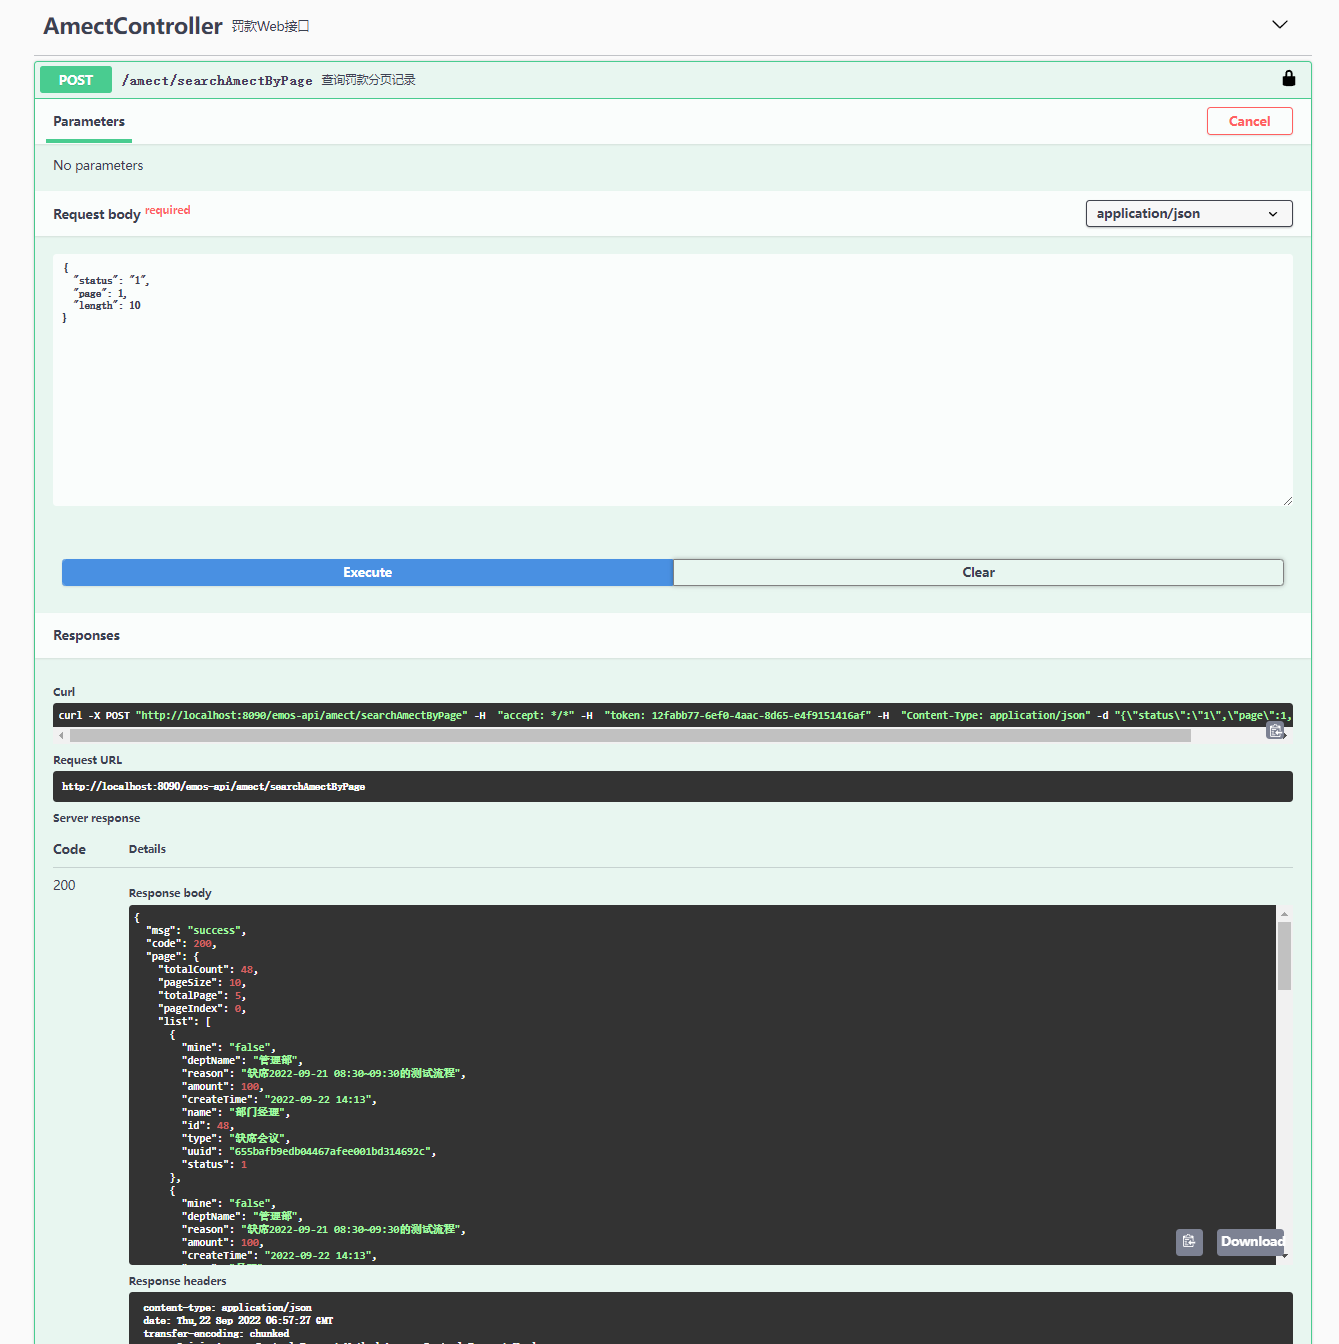 AmectController 罚款Web接口
POST /amect/searchAmectByPage 查询罚款分页记录
Parameters Cancel
No parameters
Request body required application/json
{
"status": "1",
"page": 1,
"length": 10
}
Execute Clear
Responses
Curl
curl -X POST "http://localhost:8090/emos-api/amect/searchAmectByPage" -H  "accept: */*" -H  "token: 12fabb77-6ef0-4aac-8d65-e4f9151416af" -H  "Content-Type: application/json" -d "{\"status\":\"1\",\"page\":1,
Request URL
http://localhost:8090/emos-api/amect/searchAmectByPage
Server response
Code Details
200
Response body
{
"msg": "success",
"code": 200,
"page": {
"totalCount": 48,
"pageSize": 10,
"totalPage": 5,
"pageIndex": 0,
"list": [
{
"mine": "false",
"deptName": "管理部",
"reason": "缺席2022-09-21 08:30~09:30的测试流程",
"amount": 100,
"createTime": "2022-09-22 14:13",
"name": "部门经理",
"id": 48,
"type": "缺席会议",
"uuid": "655bafb9edb04467afee001bd314692c",
"status": 1
},
{
"mine": "false",
"deptName": "管理部",
"reason": "缺席2022-09-21 08:30~09:30的测试流程",
"amount": 100,
"createTime": "2022-09-22 14:13",
Download
Response headers
content-type: application/json
date: Thu,22 Sep 2022 06:57:27 GMT
transfer-encoding: chunked